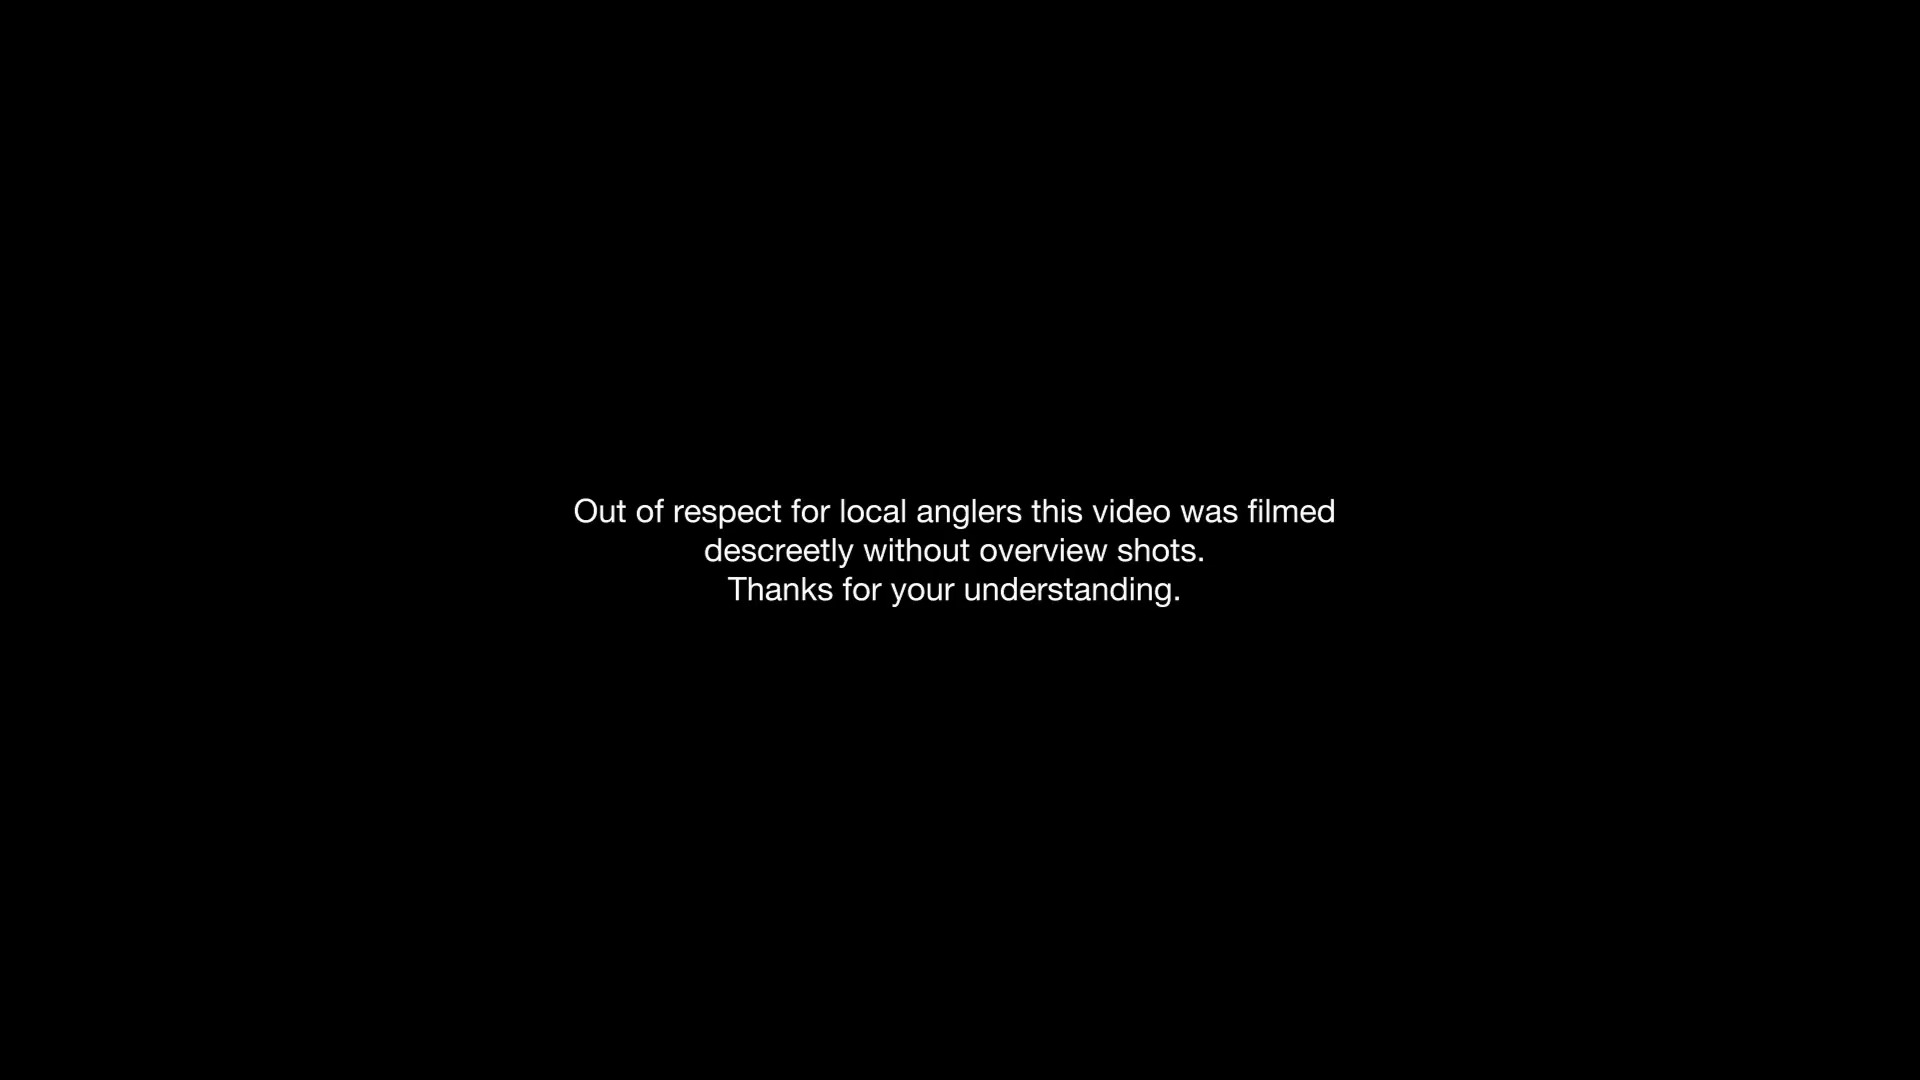 Out of respect for local anglers this video was filmed
descreetly without overview shots.
Thanks for your understanding.